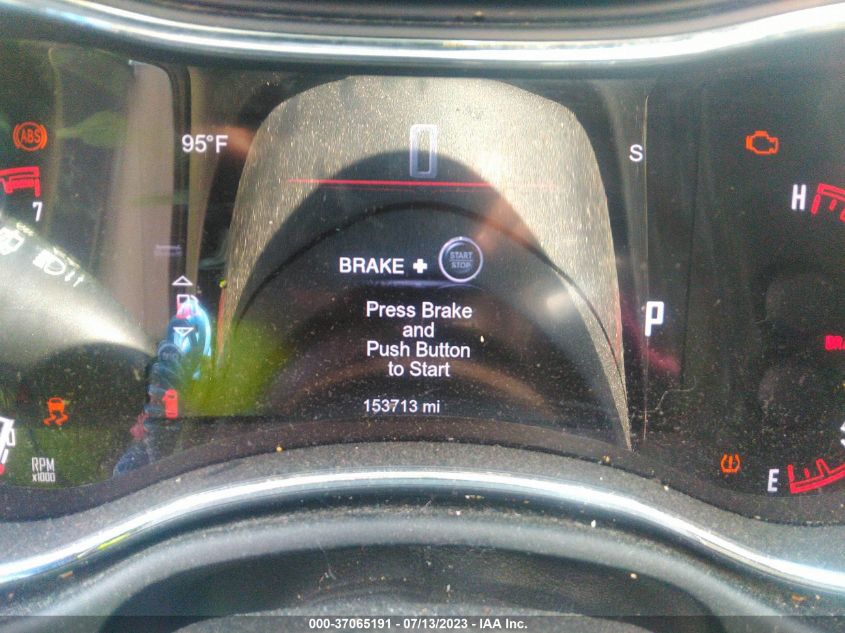 ABS
95°F
0
S
H
7
BRAKE + START STOP
Press Brake
and
Push Button
to Start
P
153713 mi
RPM
x1000
E
000-37065191 - 07/13/2023 - IAA Inc.